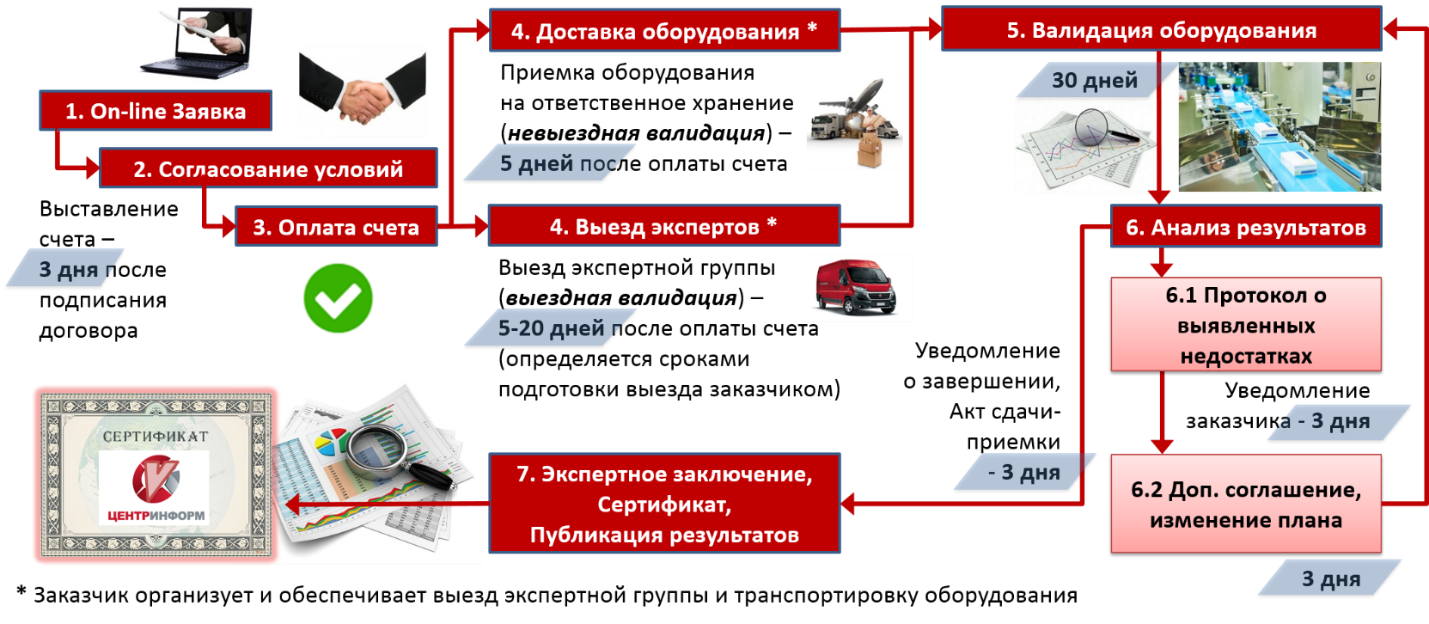 1. On-line Заявка
2. Согласование условий
Выставление
счета –
3 дня после
подписания
договора
3. Оплата счета
4. Доставка оборудования *
Приемка оборудования
на ответственное хранение
(невыездная валидация) –
5 дней после оплаты счета
4. Выезд экспертов *
Выезд экспертной группы
(выездная валидация) –
5-20 дней после оплаты счета
(определяется сроками
подготовки выезда заказчиком)
5. Валидация оборудования
30 дней
6. Анализ результатов
6.1 Протокол о
выявленных
недостатках
Уведомление
заказчика - 3 дня
6.2 Доп. соглашение,
изменение плана
3 дня
Уведомление
о завершении,
Акт сдачи-
приемки
- 3 дня
7. Экспертное заключение,
Сертификат,
Публикация результатов
СЕРТИФИКАТ
ЦЕНТРИНФОРМ
* Заказчик организует и обеспечивает выезд экспертной группы и транспортировку оборудования